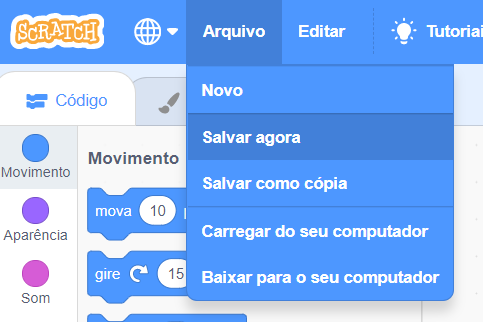 SCRATCH
Arquivo
Editar
Tutoriai
Novo
Salvar agora
Salvar como cópia
Carregar do seu computador
Baixar para o seu computador
Código
Movimento
Aparência
Som
Movimento
mova 10
gire 15